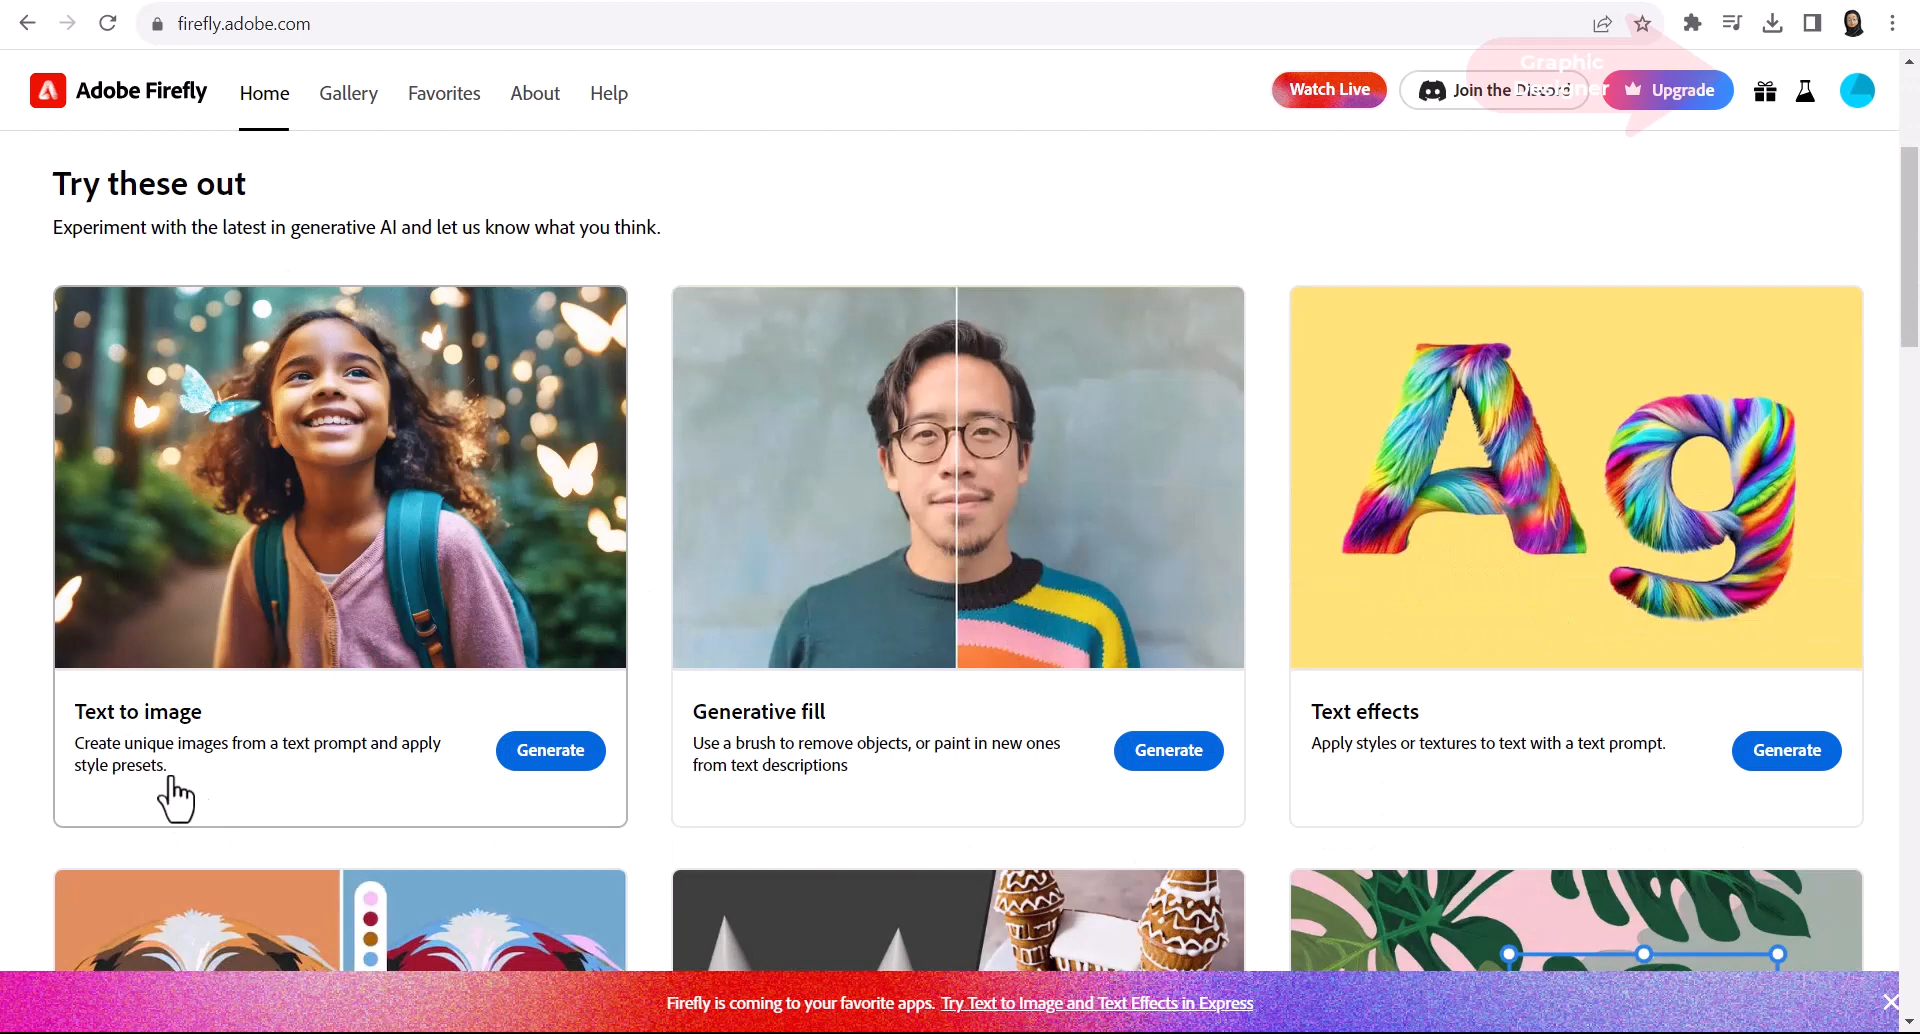 firefly.adobe.com
Adobe Firefly
Home
Gallery
Favorites
About
Help
Watch Live
Join the Discord
Upgrade
Graphic
Designer
Try these out
Experiment with the latest in generative AI and let us know what you think.
Ag
Text to image
Create unique images from a text prompt and apply
style presets.
Generate
Generative fill
Use a brush to remove objects, or paint in new ones
from text descriptions
Generate
Text effects
Apply styles or textures to text with a text prompt.
Generate
Firefly is coming to your favorite apps. Try Text to Image and Text Effects in Express